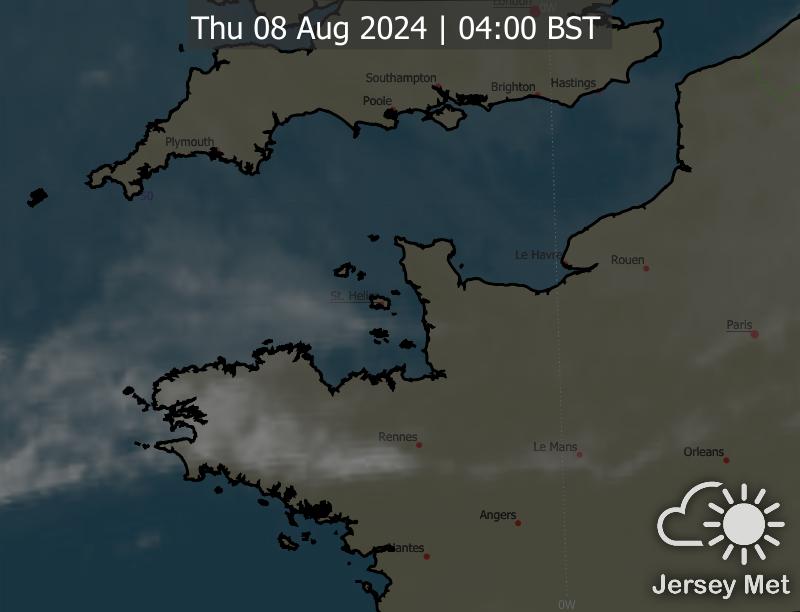 London
0W
Thu 08 Aug 2024 | 04:00 BST
Southampton
Brighton
Hastings
Poole
Plymouth
50
Le Havre
Rouen
St. Helier
Paris
Rennes
Le Mans
Orleans
Angers
Nantes
Jersey Met
0W